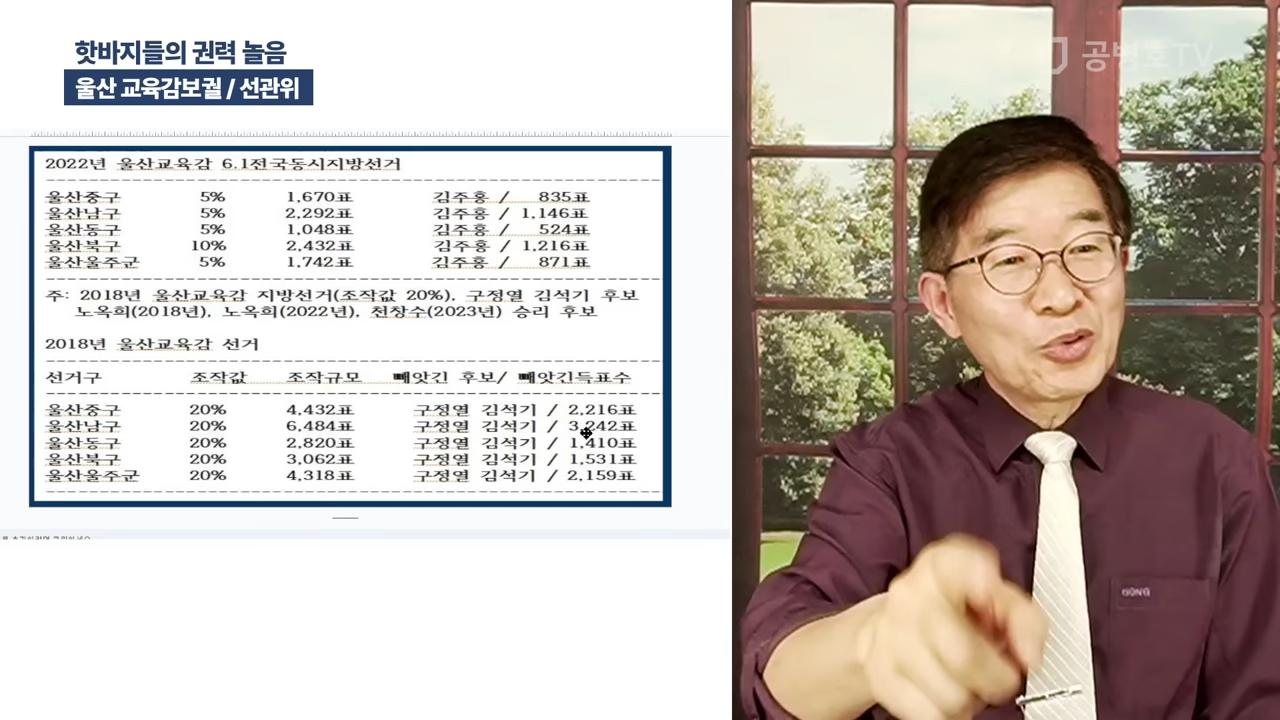 핫바지들의 권력 놀음
울산 교육감보궐 / 선관위
공병호TV
2022년 울산교육감 6.1전국동시지방선거
울산중구 5% 1,670표 김주홍 / 835표
울산남구 5% 2,292표 김주홍 / 1,146표
울산동구 5% 1,048표 김주홍 / 524표
울산북구 10% 2,432표 김주홍 / 1,216표
울산울주군 5% 1,742표 김주홍 / 871표
주: 2018년 울산교육감 지방선거(조작값 20%), 구정열 김석기 후보
노옥희(2018년), 노옥희(2022년), 천창수(2023년) 승리 후보
2018년 울산교육감 선거
선거구 조작값 조작규모 빼앗긴 후보/ 빼앗긴득표수
울산중구 20% 4,432표 구정열 김석기 / 2,216표
울산남구 20% 6,484표 구정열 김석기 / 3,242표
울산동구 20% 2,820표 구정열 김석기 / 1,410표
울산북구 20% 3,062표 구정열 김석기 / 1,531표
울산울주군 20% 4,318표 구정열 김석기 / 2,159표
GONG